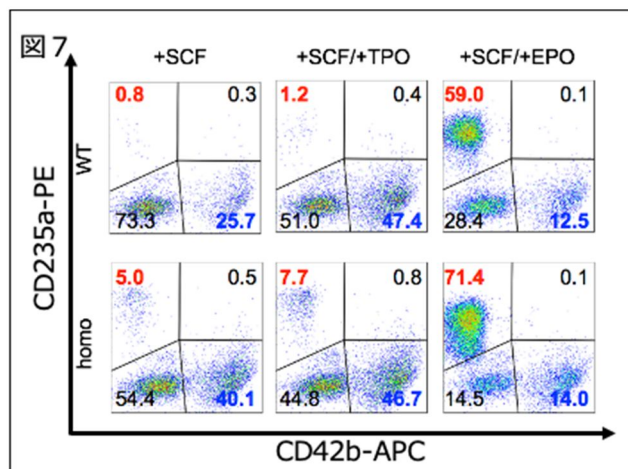 図 7
+SCF +SCF/+TPO +SCF/+EPO
CD235a-PE
WT
0.8 0.3
73.3 25.7
1.2 0.4
51.0 47.4
59.0 0.1
28.4 12.5
homo
5.0 0.5
54.4 40.1
7.7 0.8
44.8 46.7
71.4 0.1
14.5 14.0
CD42b-APC